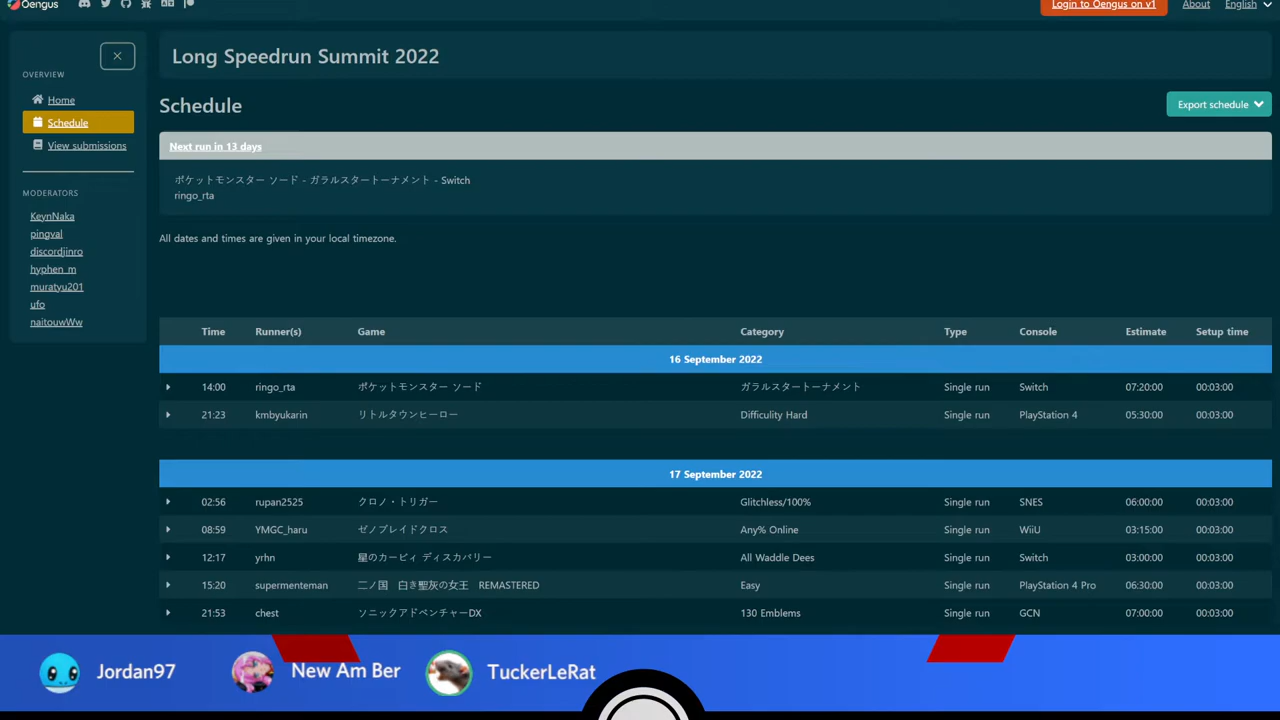 Oengus
Login to Oengus on v1
About
English
Long Speedrun Summit 2022
OVERVIEW
Home
Schedule
View submissions
MODERATORS
KeynNaka
pingval
discordjinro
hyphen_m
muratyu201
ufo
naitouwWw
Schedule
Export schedule
Next run in 13 days
ポケットモンスター ソード - ガラルスタートーナメント - Switch
ringo_rta
All dates and times are given in your local timezone.
Time Runner(s) Game Category Type Console Estimate Setup time
16 September 2022
14:00 ringo_rta ポケットモンスター ソード ガラルスタートーナメント Single run Switch 07:20:00 00:03:00
21:23 kmbyukarin リトルタウンヒーロー Difficulity Hard Single run PlayStation 4 05:30:00 00:03:00
17 September 2022
02:56 rupan2525 クロノ・トリガー Glitchless/100% Single run SNES 06:00:00 00:03:00
08:59 YMGC_haru ゼノブレイドクロス Any% Online Single run WiiU 03:15:00 00:03:00
12:17 yrhn 星のカービィ ディスカバリー All Waddle Dees Single run Switch 03:00:00 00:03:00
15:20 supermenteman 二ノ国 白き聖灰の女王 REMASTERED Easy Single run PlayStation 4 Pro 06:30:00 00:03:00
21:53 chest ソニックアドベンチャーDX 130 Emblems Single run GCN 07:00:00 00:03:00
Jordan97
New Am Ber
TuckerLeRat